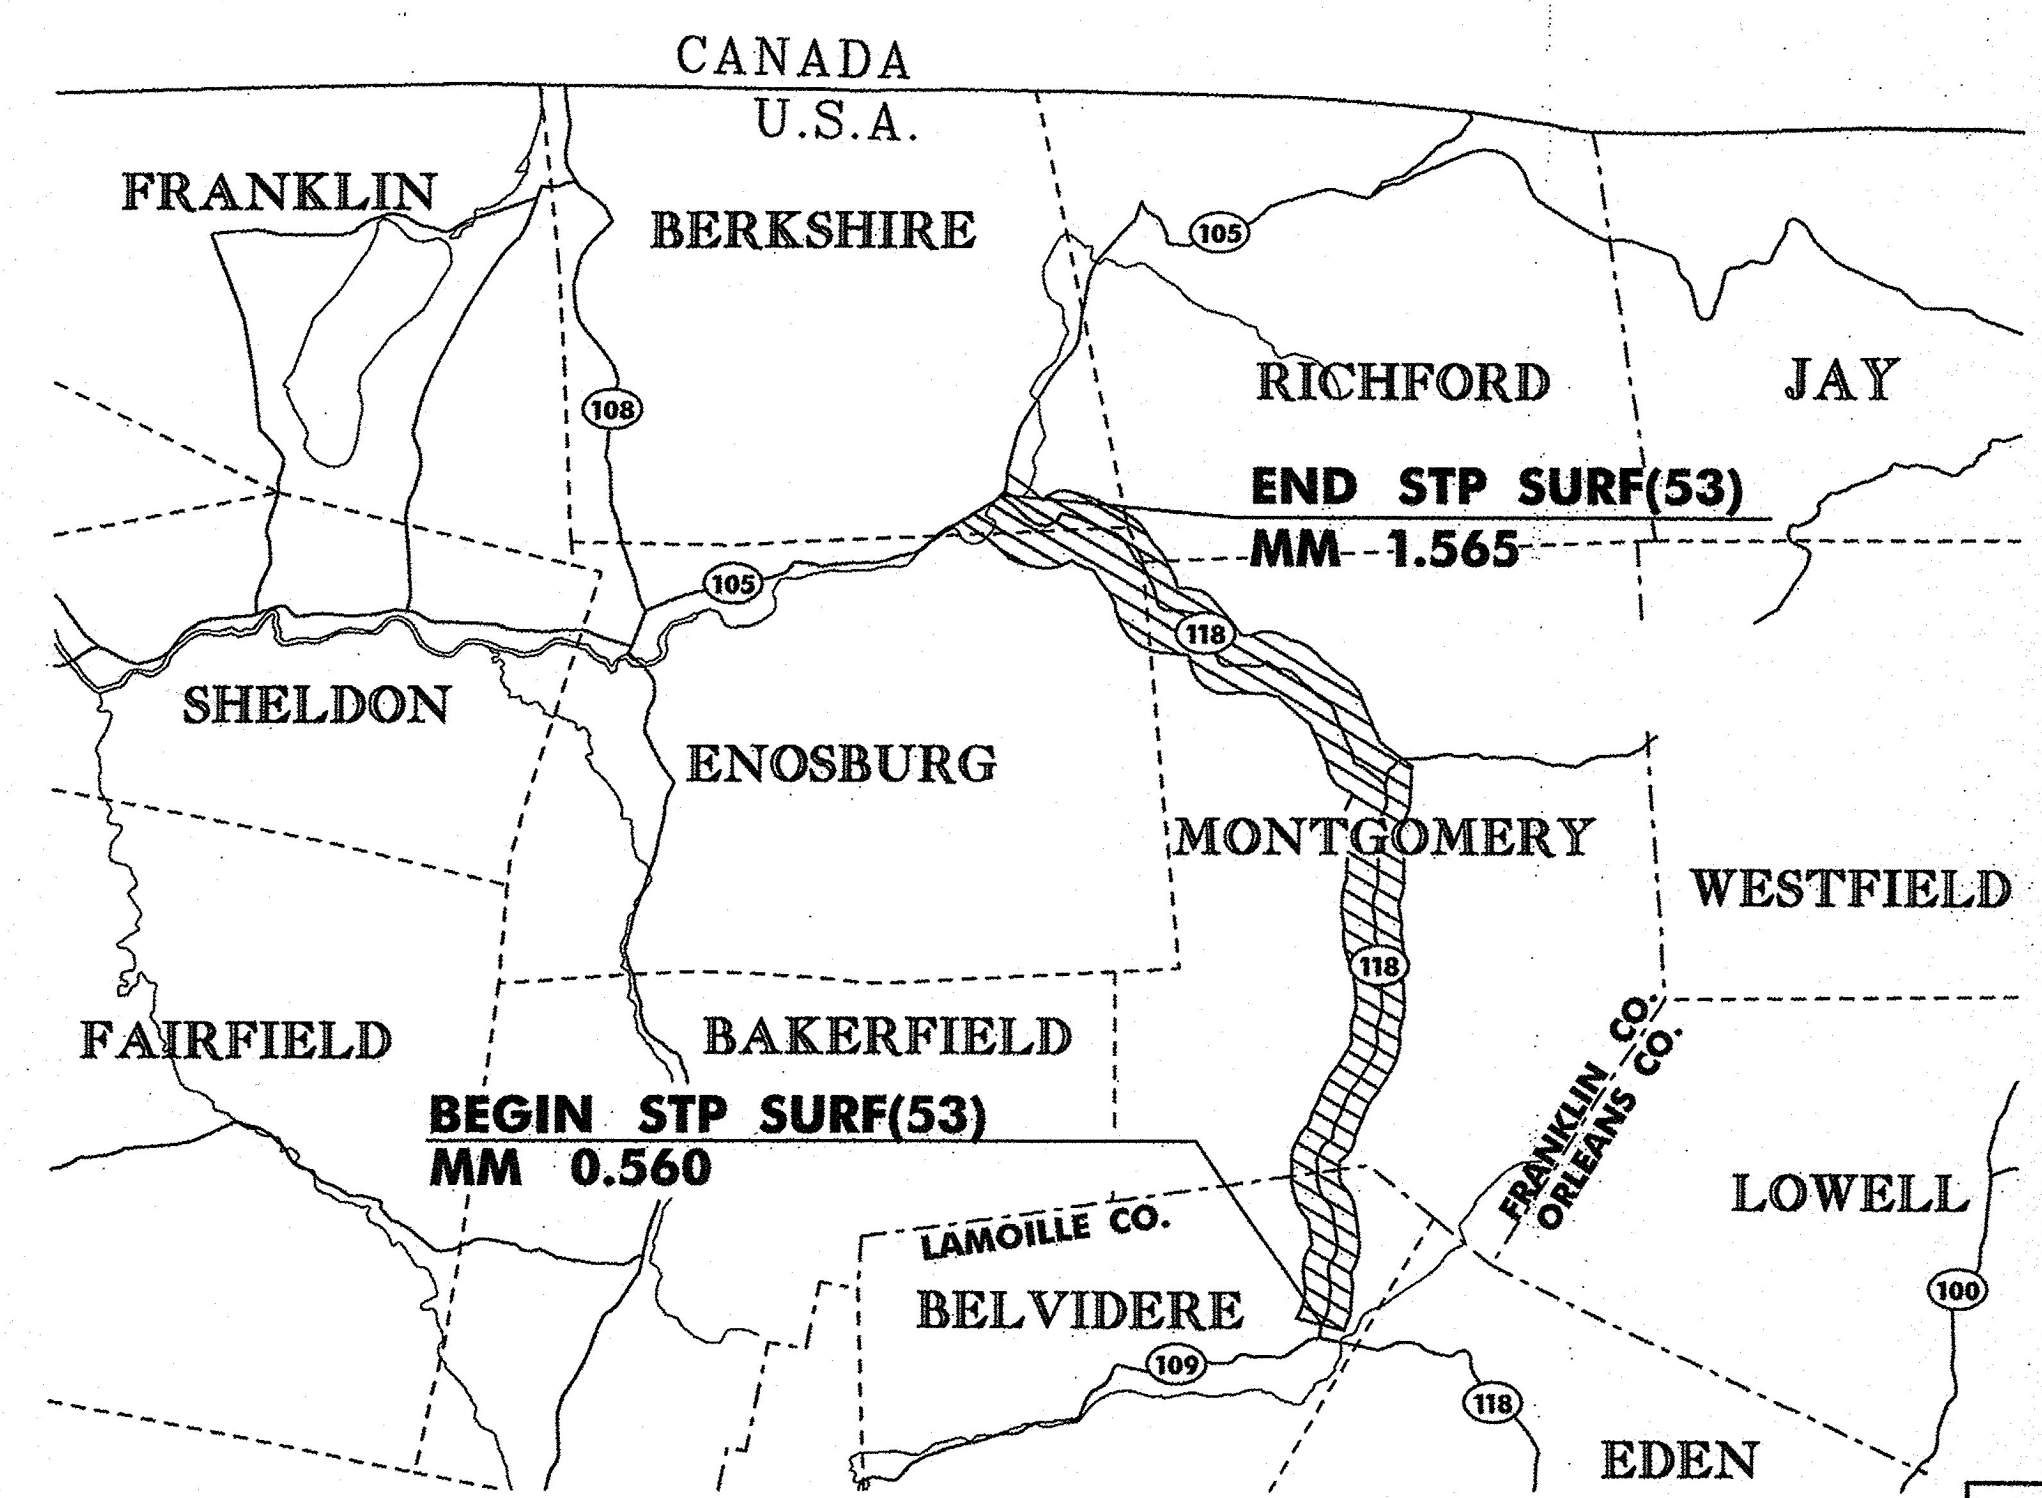 CANADA
U.S.A.
FRANKLIN
BERKSHIRE
105
RICHFORD
JAY
108
END STP SURF(53)
MM 1.565
105
118
SHELDON
ENOSBURG
MONTGOMERY
WESTFIELD
118
FAIRFIELD
BAKERFIELD
FRANKLIN CO.
ORLEANS CO.
BEGIN STP SURF(53)
MM 0.560
LOWELL
LAMOILLE CO.
BELVIDERE
100
109
118
EDEN